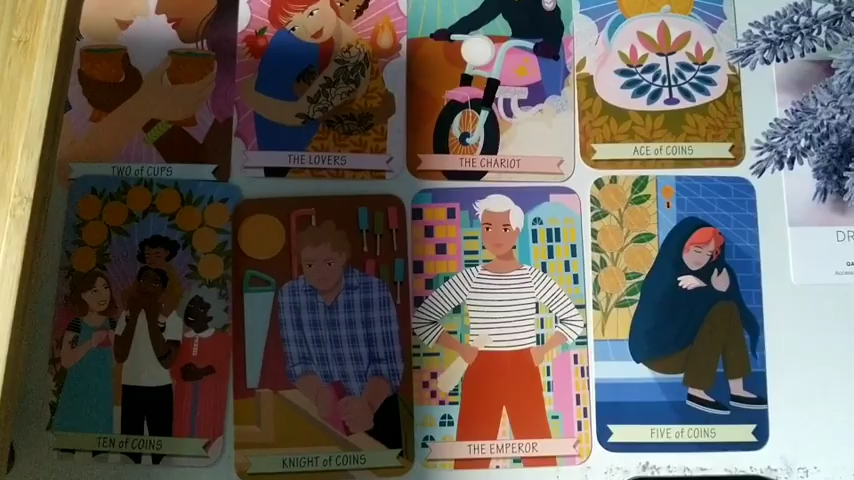 TWO of CUPS
THE LOVERS
THE CHARIOT
ACE of COINS
DR
TEN of COINS
KNIGHT of COINS
THE EMPEROR
FIVE of COINS